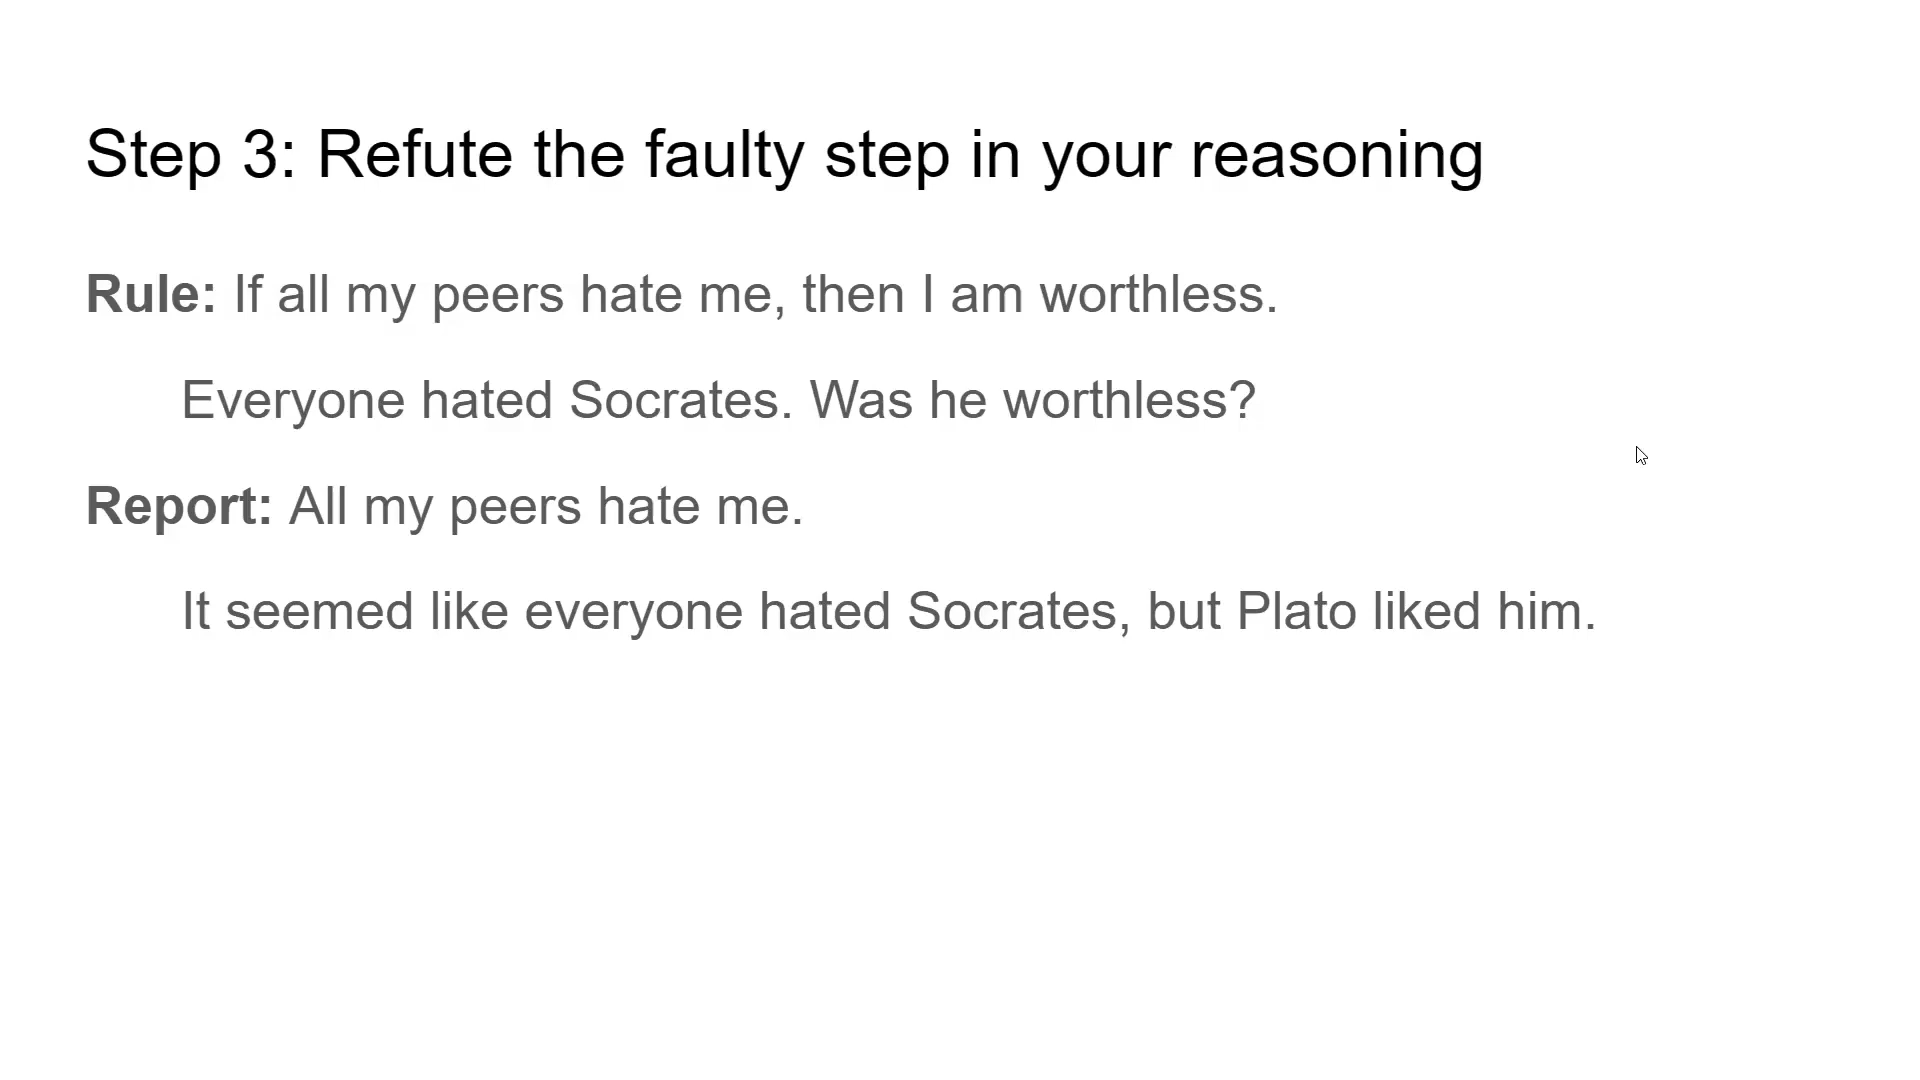 Step 3: Refute the faulty step in your reasoning
Rule: If all my peers hate me, then I am worthless.
Everyone hated Socrates. Was he worthless?
Report: All my peers hate me.
It seemed like everyone hated Socrates, but Plato liked him.